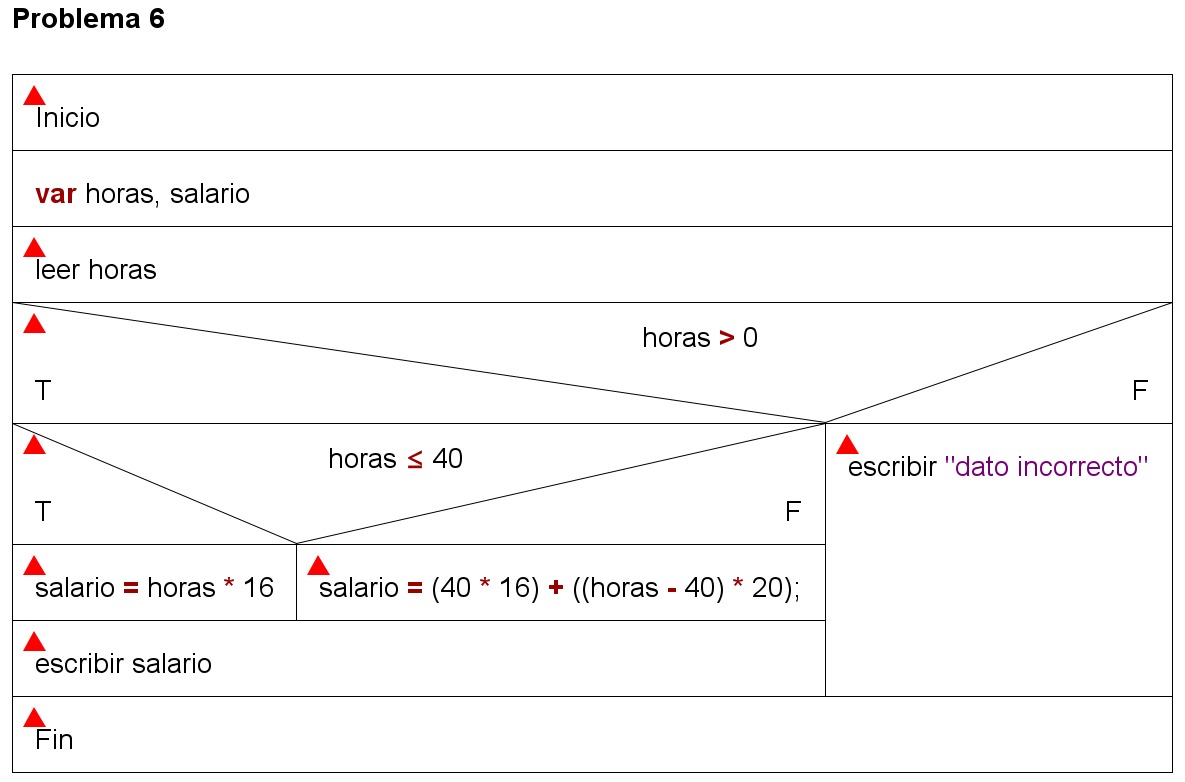 Problema 6
Inicio
var horas, salario
leer horas
horas > 0
T
F
horas ≤ 40
T
F
escribir "dato incorrecto"
salario = horas * 16
salario = (40 * 16) + ((horas - 40) * 20);
escribir salario
Fin